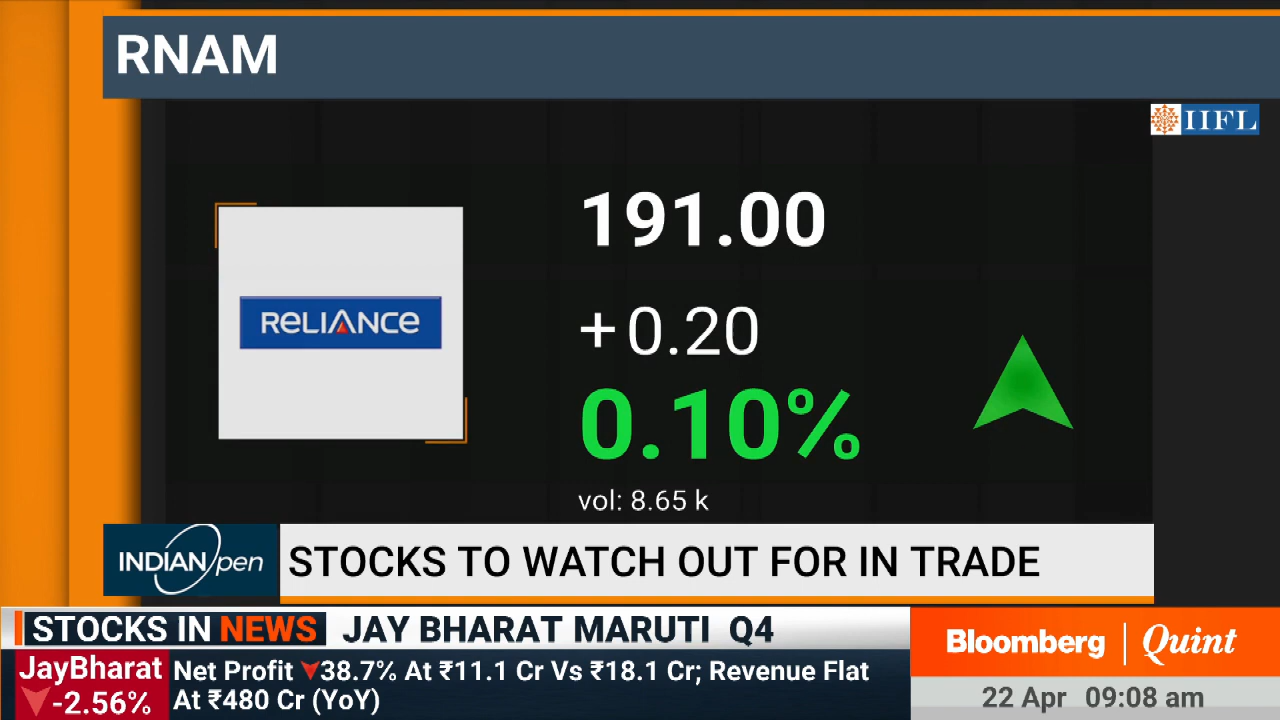 RNAM
IIFL
191.00
RELIANCE
+0.20
0.10%
vol: 8.65 k
INDIAN Open
STOCKS TO WATCH OUT FOR IN TRADE
STOCKS IN NEWS JAY BHARAT MARUTI Q4
JayBharat
-2.56%
Net Profit ▼38.7% At ₹11.1 Cr Vs ₹18.1 Cr; Revenue Flat
At ₹480 Cr (YoY)
Bloomberg | Quint
22 Apr 09:08 am